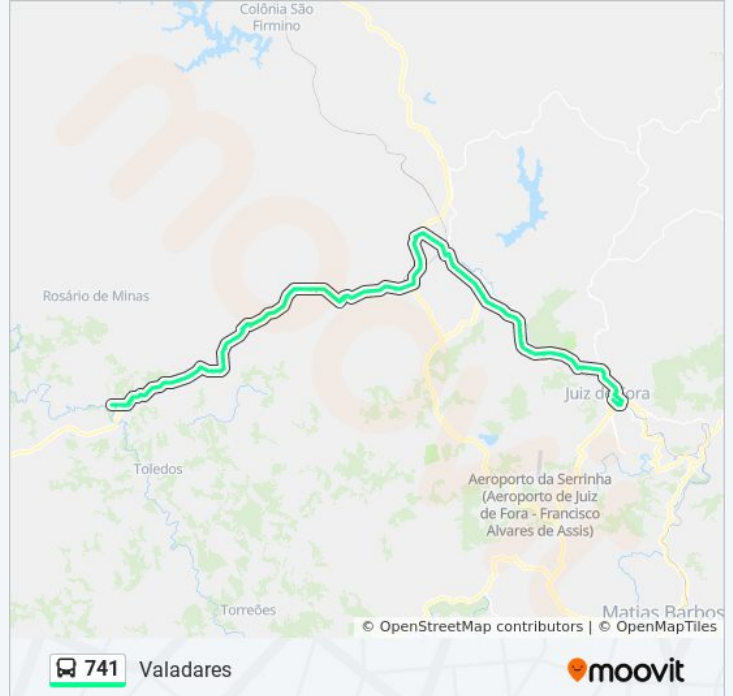 Colônia São
Firmino
Rosário de Minas
Juiz de Fora
Toledos
Aeroporto da Serrinha
(Aeroporto de Juiz
de Fora - Francisco
Alvares de Assis)
Torreões
Matias Barbos
© OpenStreetMap contributors | © OpenMapTiles
741 Valadares
moovit